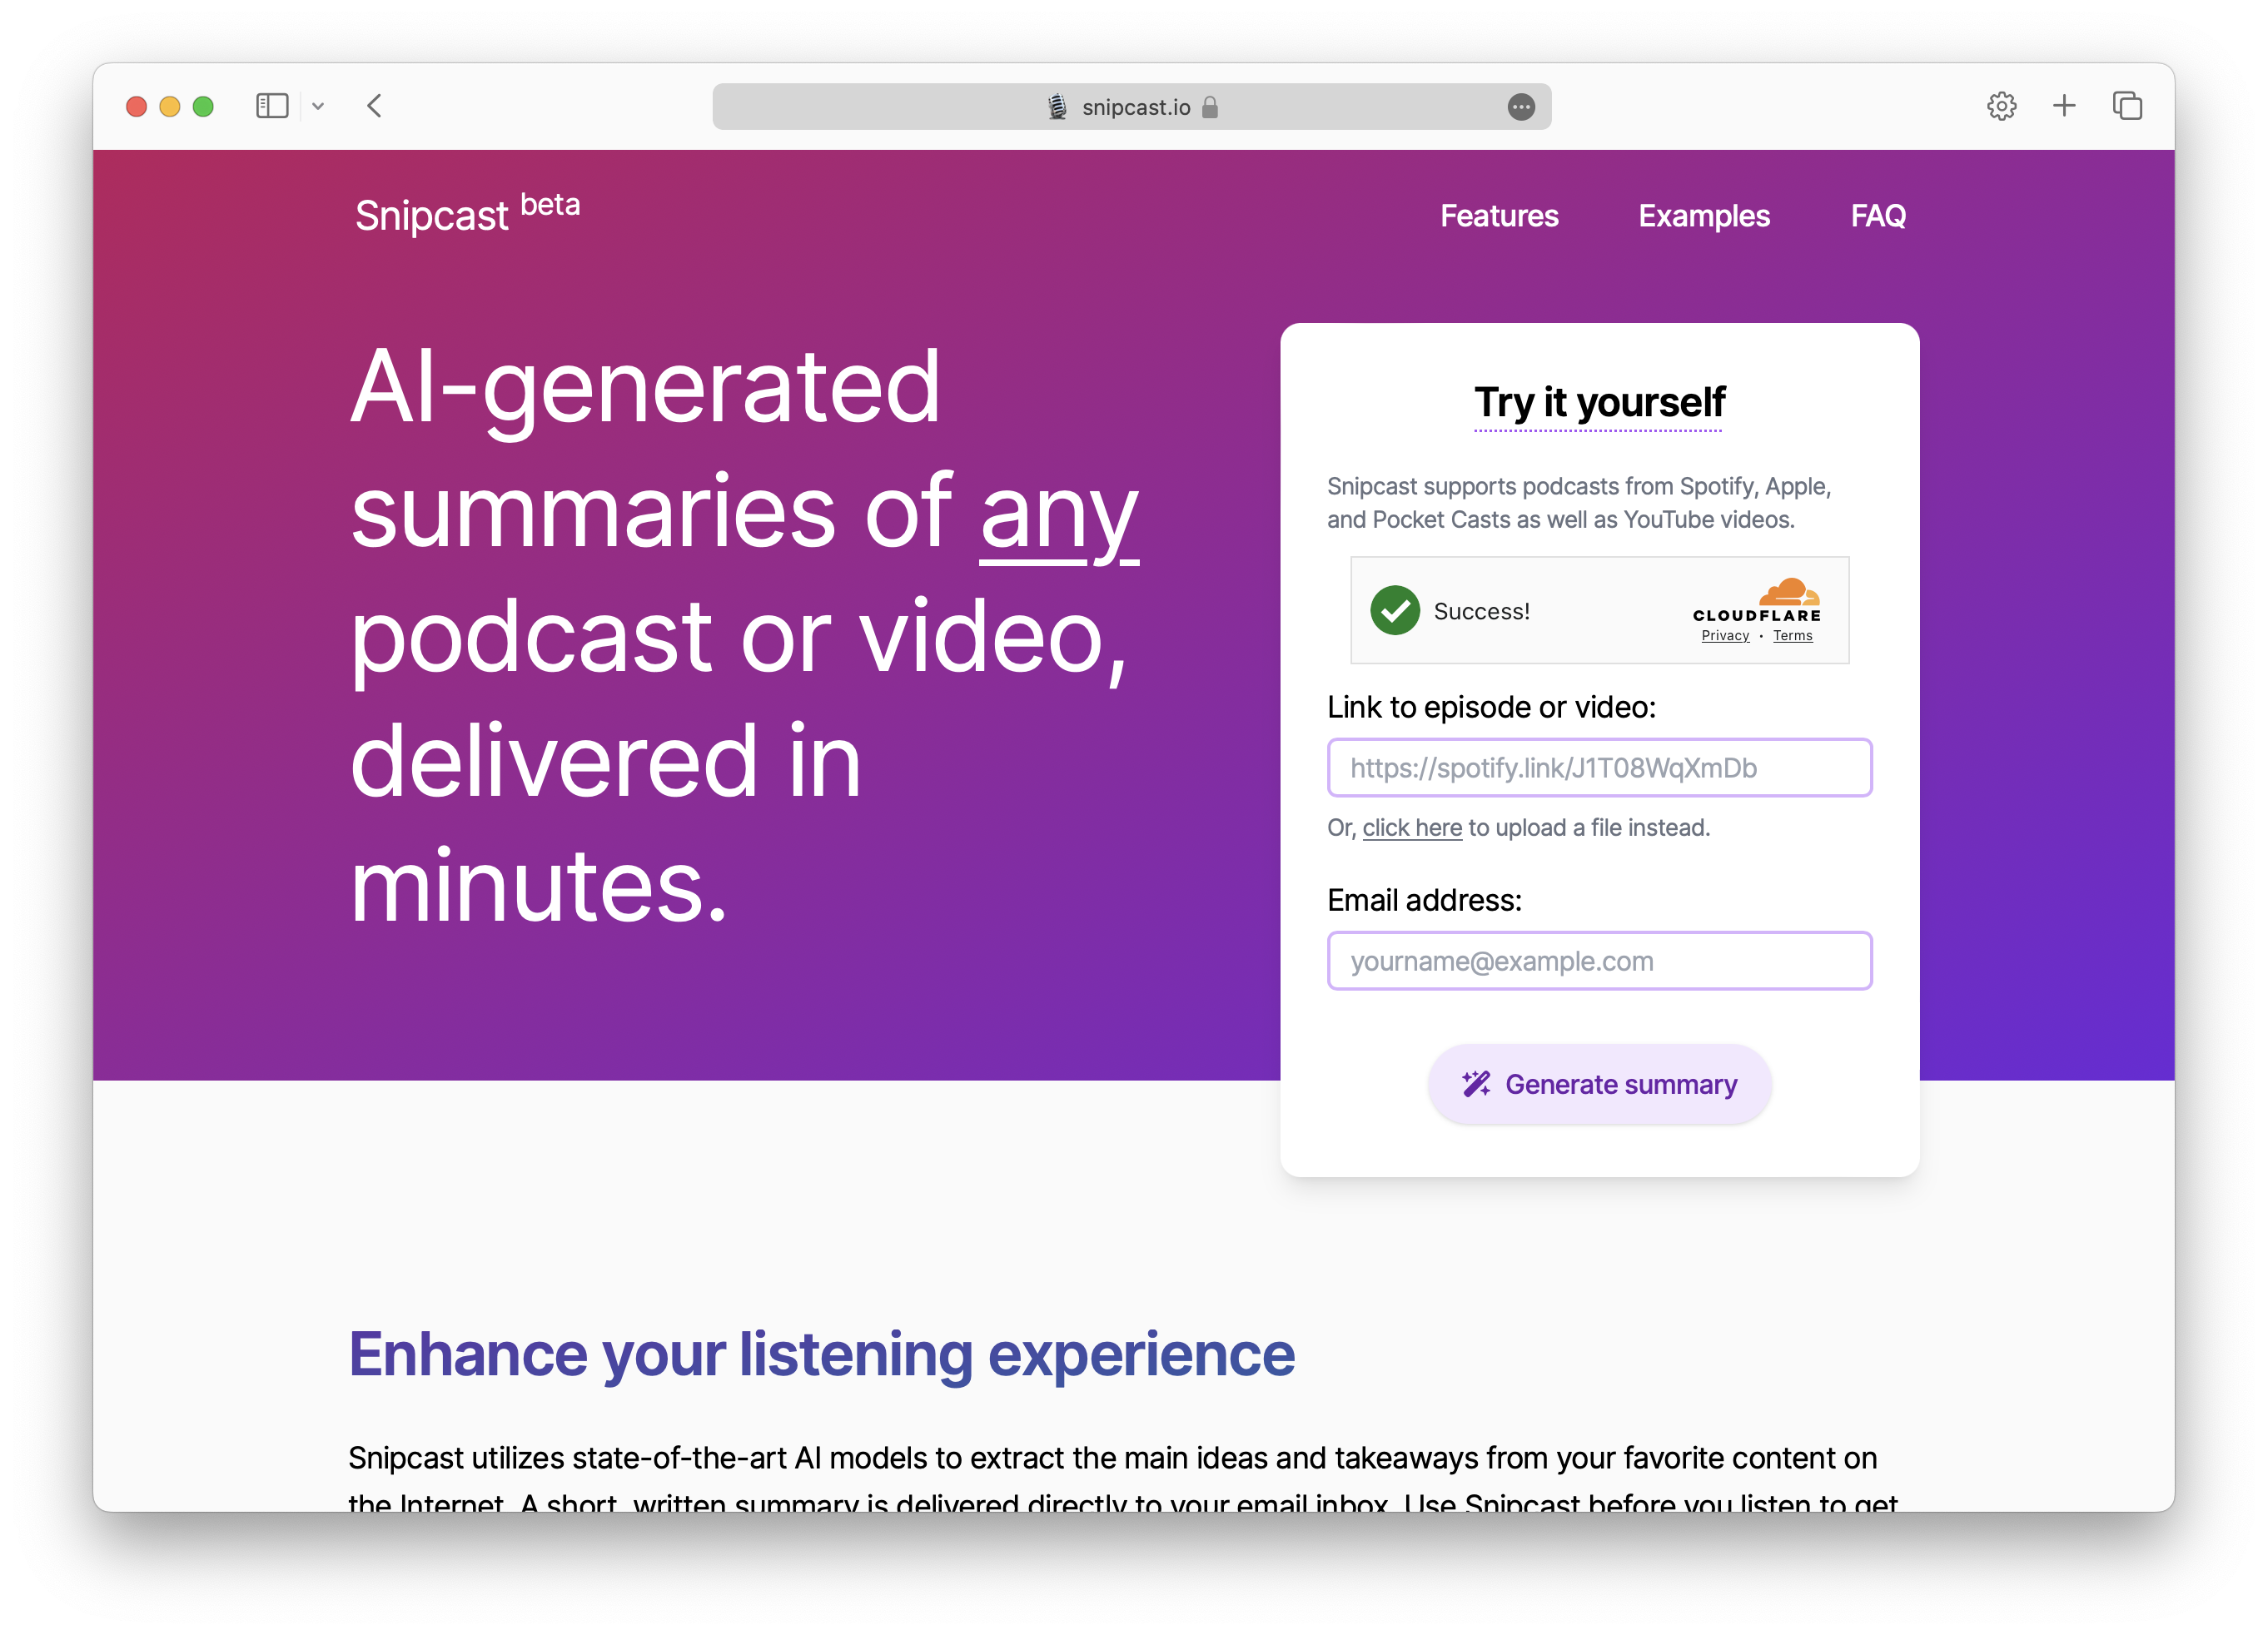 snipcast.io
Snipcast beta
Features
Examples
FAQ
AI-generated
summaries of any
podcast or video,
delivered in
minutes.
Try it yourself
Snipcast supports podcasts from Spotify, Apple,
and Pocket Casts as well as YouTube videos.
Success!
CLOUDFLARE
Privacy • Terms
Link to episode or video:
https://spotify.link/J1T08WqXmDb
Or, click here to upload a file instead.
Email address:
yourname@example.com
Generate summary
Enhance your listening experience
Snipcast utilizes state-of-the-art AI models to extract the main ideas and takeaways from your favorite content on
the Internet. A short, written summary is delivered directly to your email inbox. Use Snipcast before you listen to get